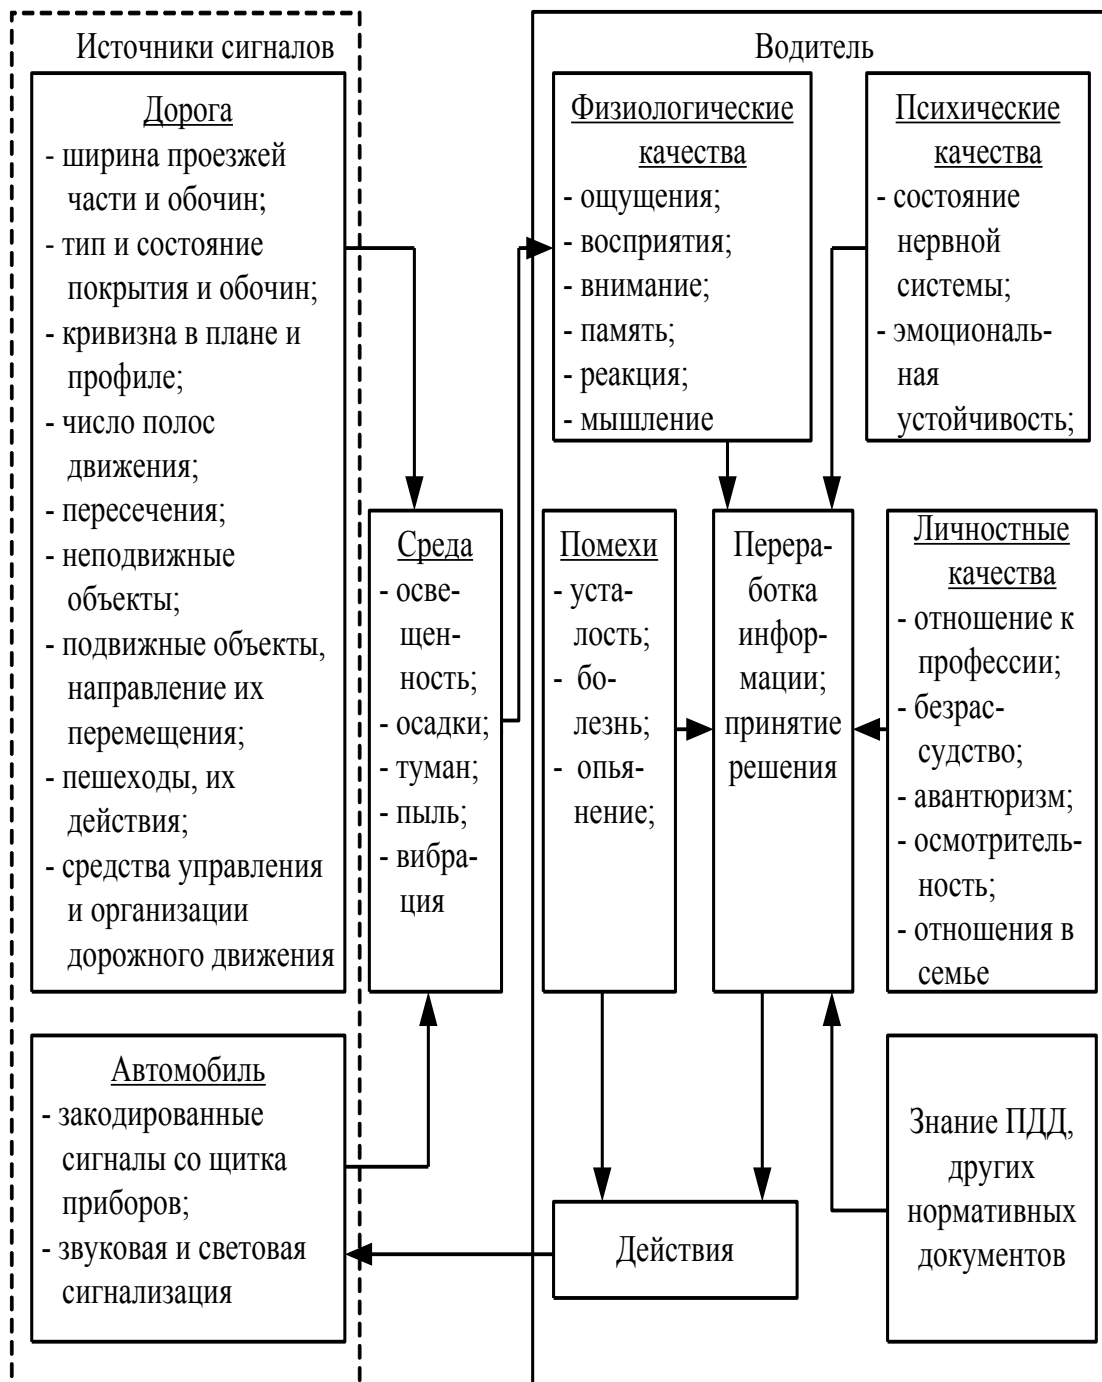 Источники сигналов
Дорога
- ширина проезжей
части и обочин;
- тип и состояние
покрытия и обочин;
- кривизна в плане и
профиле;
- число полос
движения;
- пересечения;
- неподвижные
объекты;
- подвижные объекты,
направление их
перемещения;
- пешеходы, их
действия;
- средства управления
и организации
дорожного движения
Автомобиль
- закодированные
сигналы со щитка
приборов;
- звуковая и световая
сигнализация
Среда
- осве-
щен-
ность;
- осадки;
- туман;
- пыль;
- вибра-
ция
Водитель
Физиологические
качества
- ощущения;
- восприятия;
- внимание;
- память;
- реакция;
- мышление
Психические
качества
- состояние
нервной
системы;
- эмоциональ-
ная
устойчивость;
Помехи
- уста-
лость;
- бо-
лезнь;
- опья-
нение;
Перера-
ботка
инфор-
мации;
принятие
решения
Личностные
качества
- отношение к
профессии;
- безрас-
судство;
- авантюризм;
- осмотритель-
ность;
- отношения в
семье
Действия
Знание ПДД,
других
нормативных
документов